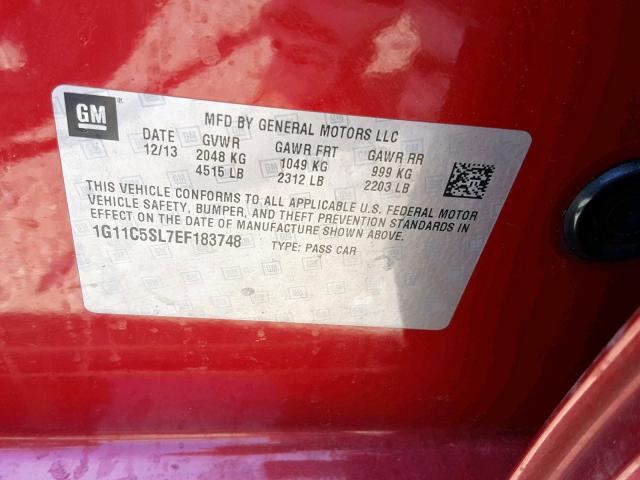 GM
MFD BY GENERAL MOTORS LLC
DATE GVWR GAWR FRT GAWR RR
12/13 2048 KG 1049 KG 999 KG
4515 LB 2312 LB 2203 LB
THIS VEHICLE CONFORMS TO ALL APPLICABLE U.S. FEDERAL MOTOR
VEHICLE SAFETY, BUMPER, AND THEFT PREVENTION STANDARDS IN
EFFECT ON THE DATE OF MANUFACTURE SHOWN ABOVE.
1G11C5SL7EF183748 TYPE: PASS CAR